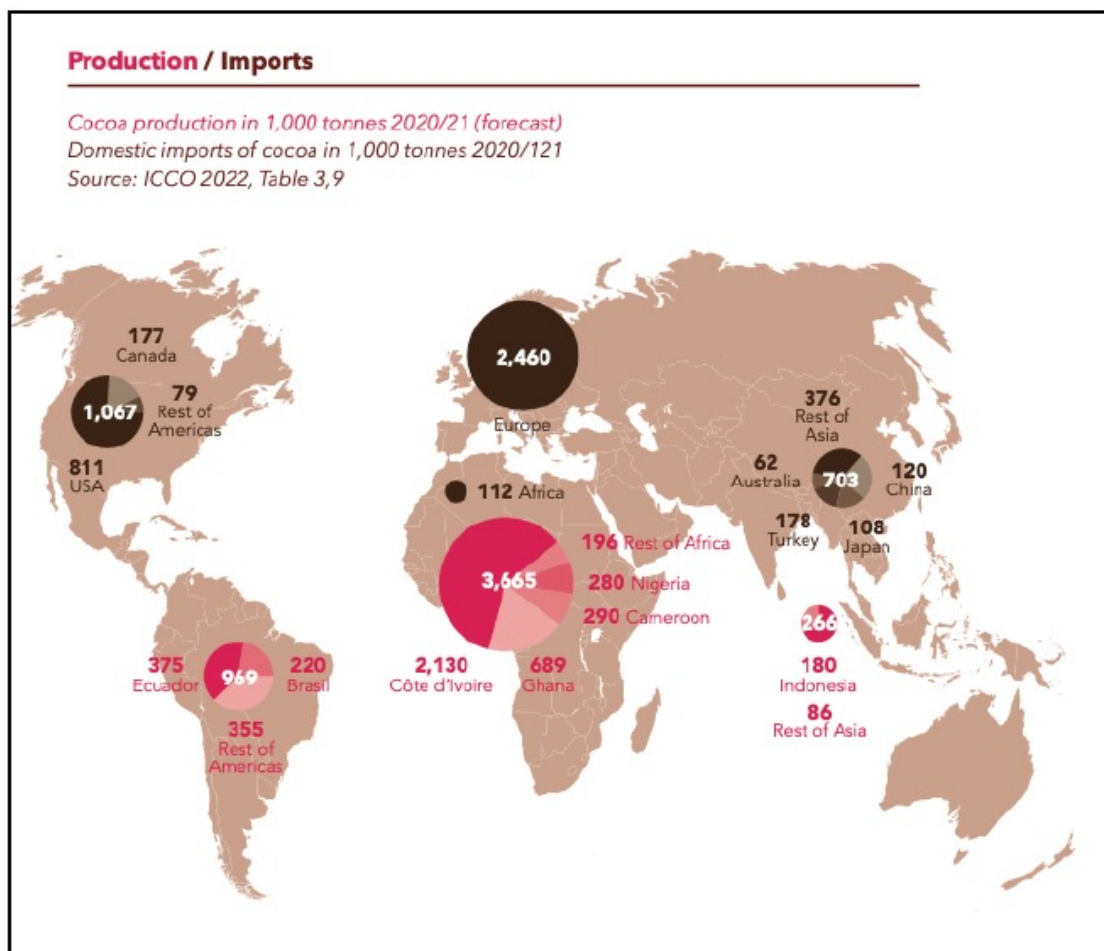 Production / Imports
Cocoa production in 1,000 tonnes 2020/21 (forecast)
Domestic imports of cocoa in 1,000 tonnes 2020/121
Source: ICCO 2022, Table 3,9
177
Canada
1,067
79
Rest of
Americas
811
USA
2,460
Europe
376
Rest of
Asia
62
Australia
703
120
China
178
Turkey
108
Japan
112 Africa
196 Rest of Africa
3,665
280 Nigeria
290 Cameroon
2,130
Côte d'Ivoire
689
Ghana
375
Ecuador
969
220
Brasil
355
Rest of
Americas
266
180
Indonesia
86
Rest of Asia